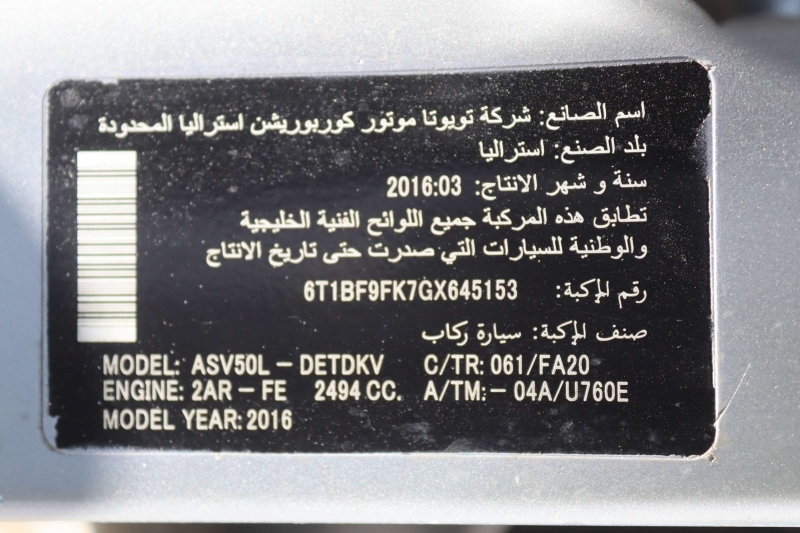 اسم الصانع: شركة تويوتا موتور كوربوريشن استراليا المحدودة
بلد الصنع: استراليا
سنة و شهر الانتاج: 2016:03
تطابق هذه المركبة جميع اللوائح الفنية الخليجية
والوطنية للسيارات التي صدرت حتى تاريخ الانتاج
رقم المركبة: 6T1BF9FK7GX645153
صنف المركبة: سيارة ركاب
MODEL: ASV50L - DETDKV C/TR: 061/FA20
ENGINE: 2AR - FE 2494 CC. A/TM: - 04A/U760E
MODEL YEAR: 2016